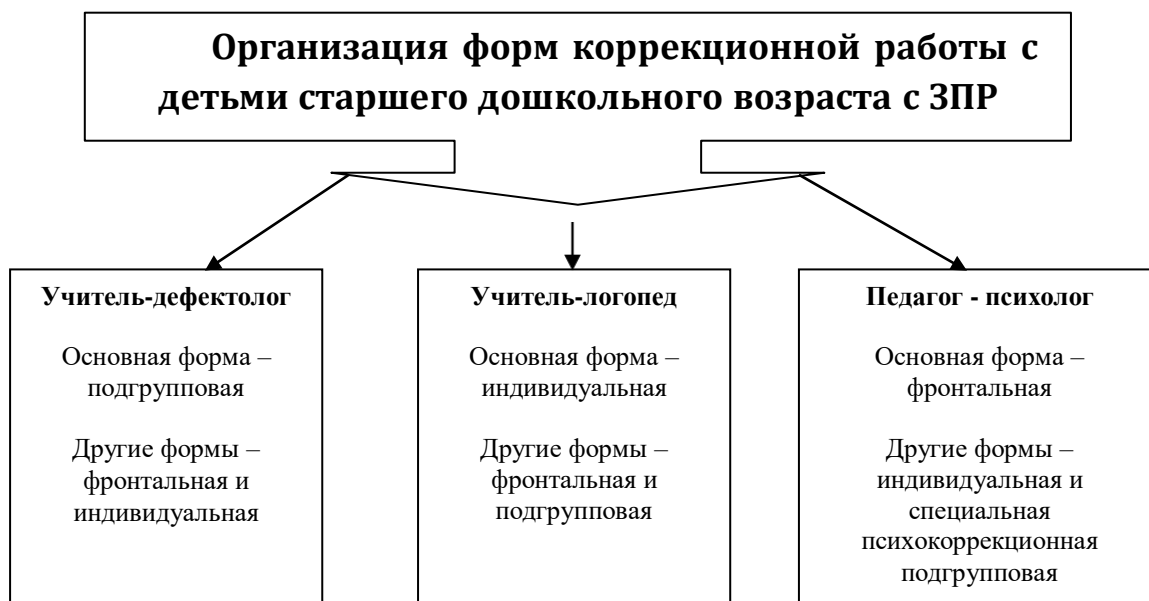 Организация форм коррекционной работы с
детьми старшего дошкольного возраста с ЗПР
Учитель-дефектолог
Основная форма –
подгрупповая
Другие формы –
фронтальная и
индивидуальная
Учитель-логопед
Основная форма –
индивидуальная
Другие формы –
фронтальная и
подгрупповая
Педагог - психолог
Основная форма –
фронтальная
Другие формы –
индивидуальная и
специальная
психокоррекционная
подгрупповая